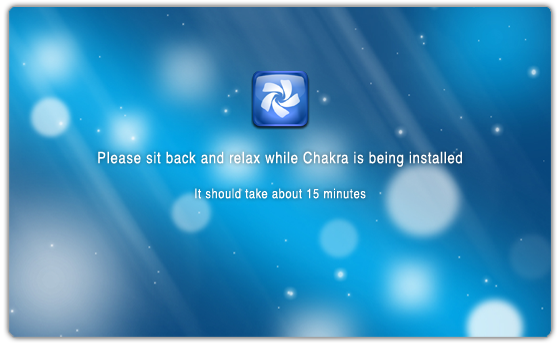 Please sit back and relax while Chakra is being installed
It should take about 15 minutes